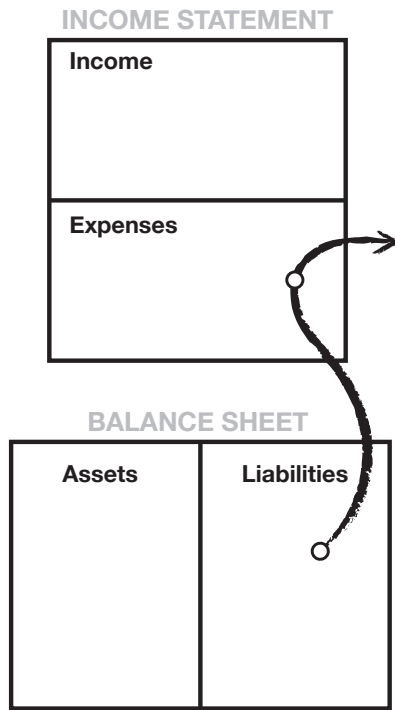 INCOME STATEMENT
Income
Expenses
BALANCE SHEET
Assets
Liabilities